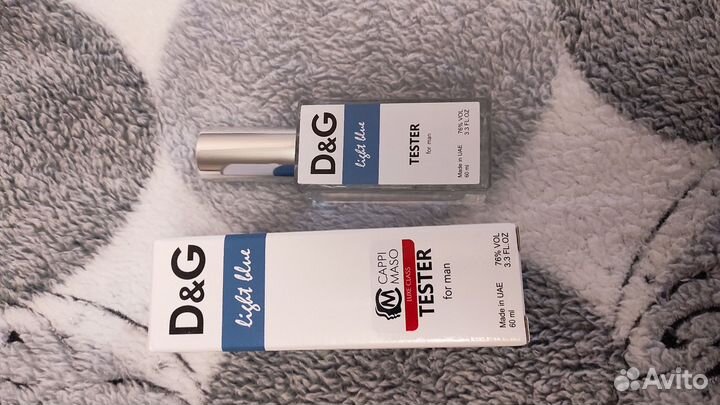 D&G
light blue
TESTER
for man
Made in UAE 76% VOL
60 ml 3.3 FL.OZ
D&G
light blue
CM CAPPI
MASO
LUXE CLASS
TESTER
for man
Made in UAE 76% VOL
60 ml 3.3 FL.OZ
Avito